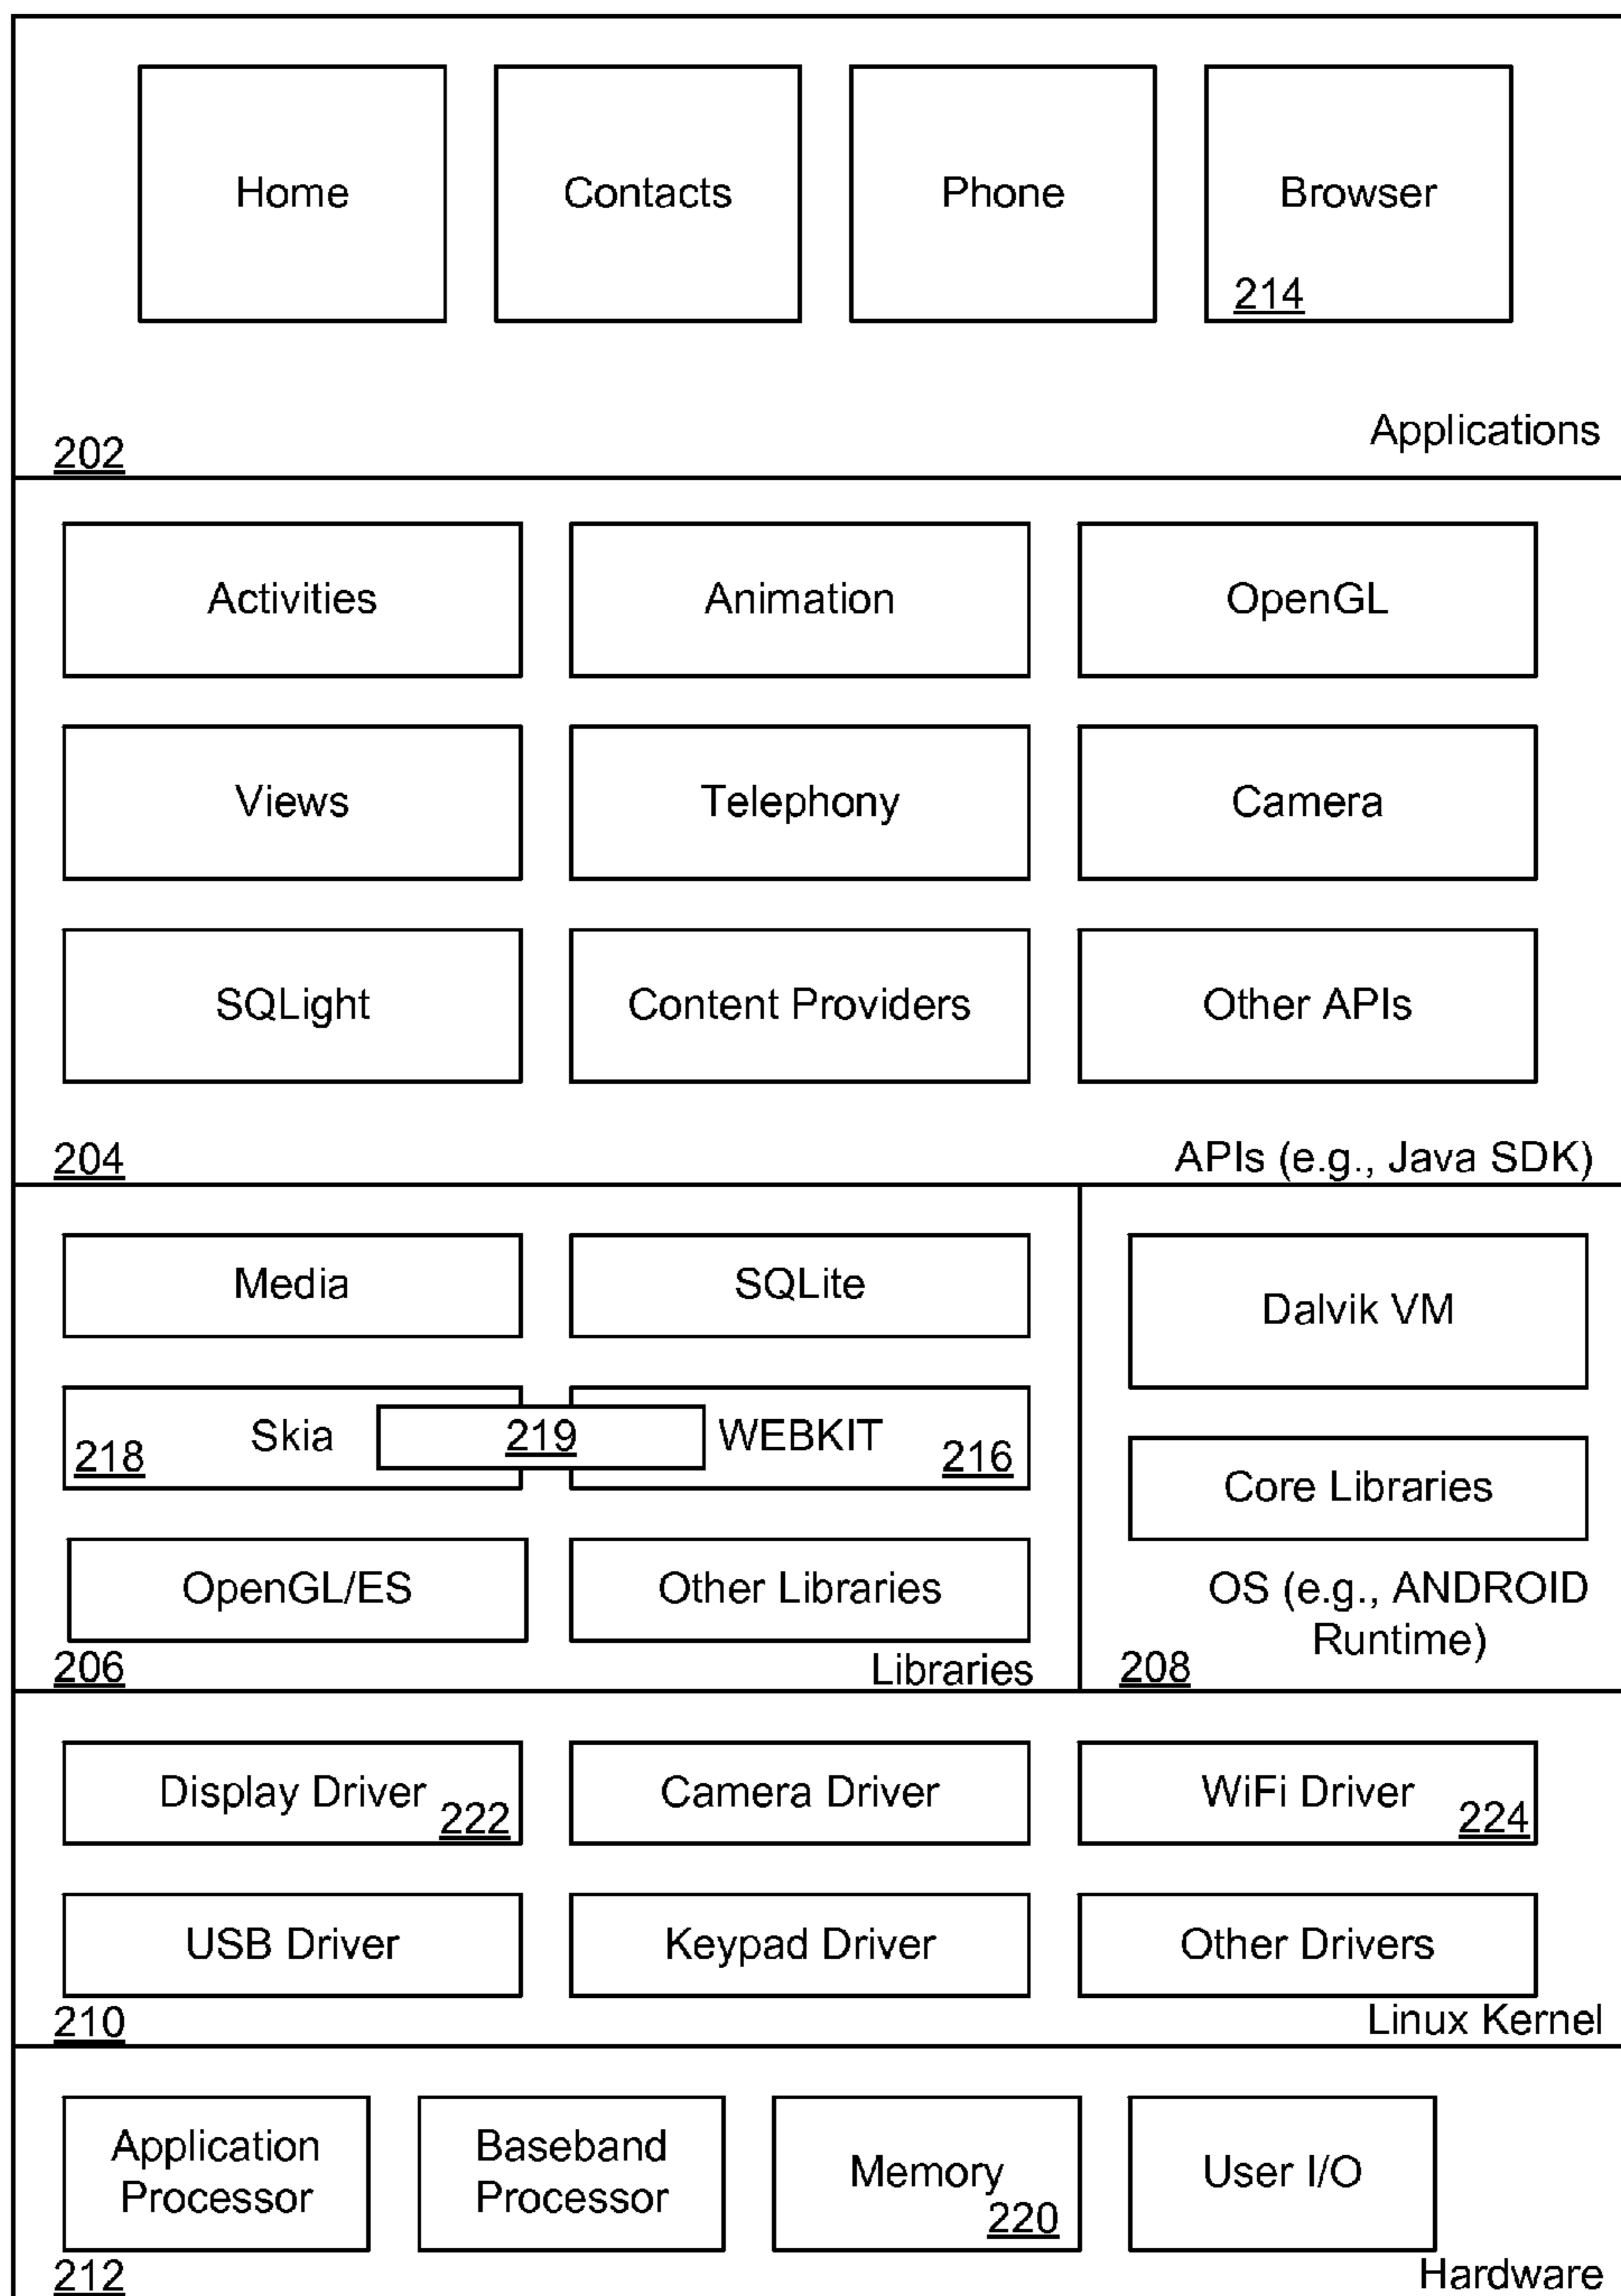 Home
Contacts
Phone
Browser
214
202
Applications
Activities
Animation
OpenGL
Views
Telephony
Camera
SQLight
Content Providers
Other APIs
204
APIs (e.g., Java SDK)
Media
SQLite
218
Skia
219
WEBKIT
216
OpenGL/ES
Other Libraries
206
Libraries
Dalvik VM
Core Libraries
OS (e.g., ANDROID
Runtime)
208
Display Driver
222
Camera Driver
WiFi Driver
224
USB Driver
Keypad Driver
Other Drivers
210
Linux Kernel
Application
Processor
Baseband
Processor
Memory
220
User I/O
212
Hardware